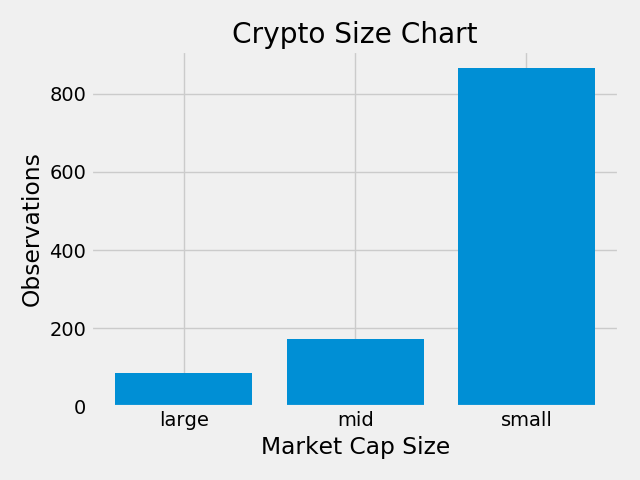 Crypto Size Chart
Observations
800
600
400
200
0
large mid small
Market Cap Size